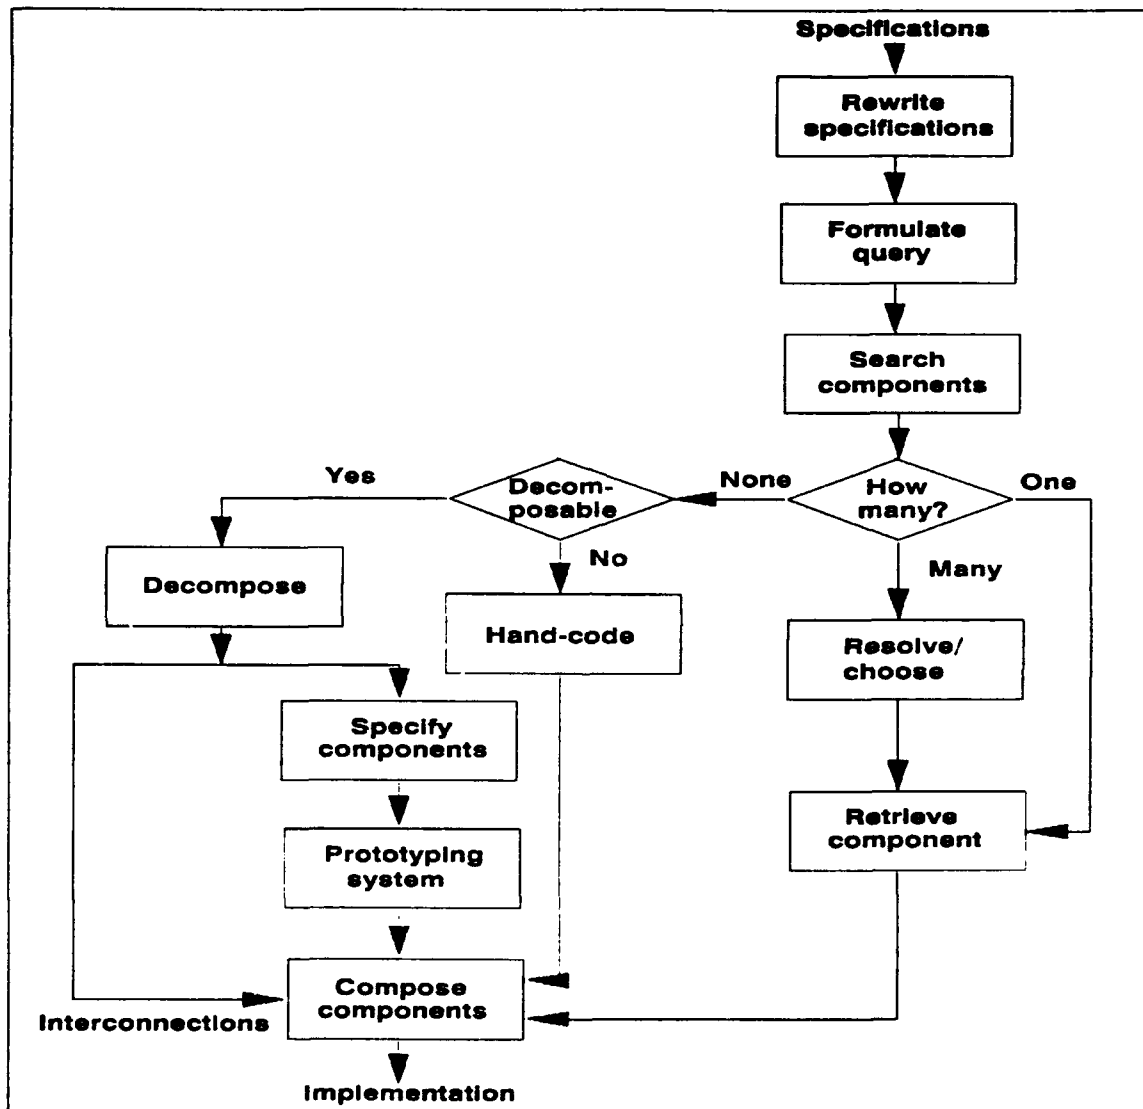 Specifications
Rewrite
specifications
Formulate
query
Search
components
Yes
Decom-
posable
None
How
many?
One
No
Many
Decompose
Hand-code
Resolve/
choose
Specify
components
Retrieve
component
Prototyping
system
Compose
components
Interconnections
Implementation